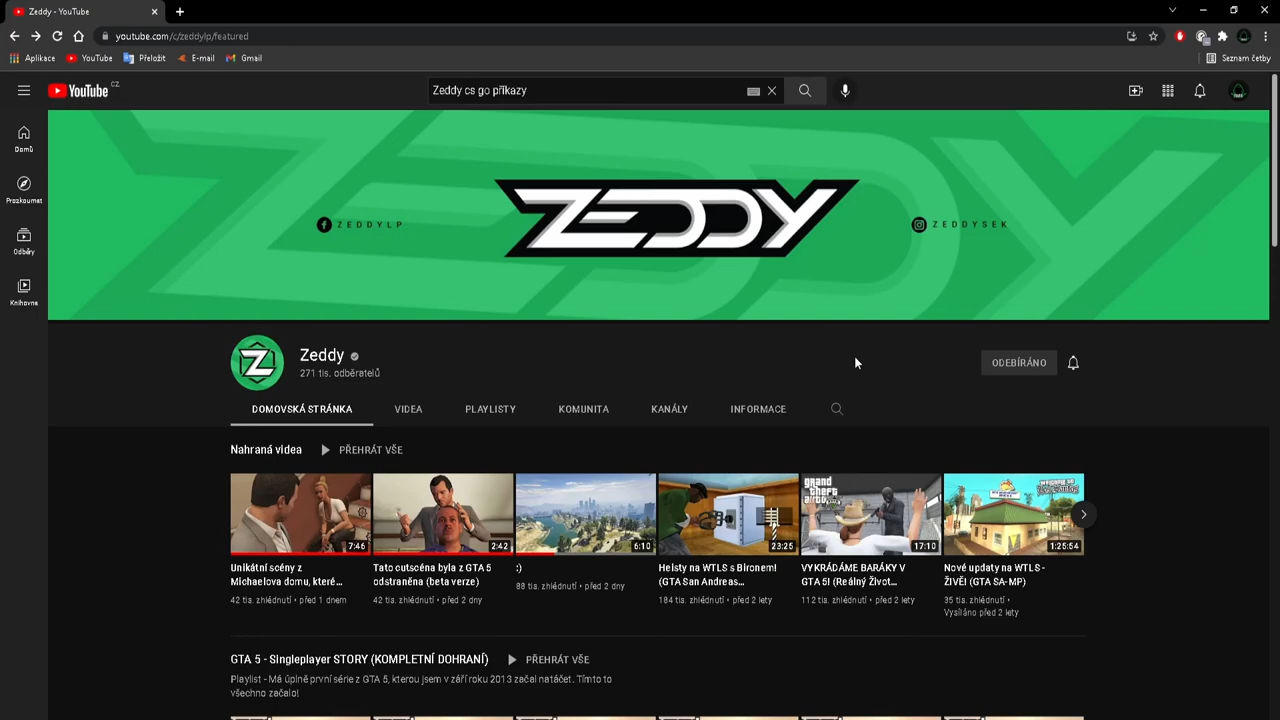 Zeddy - YouTube
youtube.com/c/zeddylp/featured
Aplikace YouTube Přeložit E-mail Gmail Seznam četby
YouTube CZ
Zeddy cs go příkazy
Domů
Prozkoumat
Odběry
Knihovna
ZEDDYLP
ZEDDY
ZEDDYSEK
Zeddy
271 tis. odběratelů
ODEBÍRÁNO
DOMOVSKÁ STRÁNKA VIDEA PLAYLISTY KOMUNITA KANÁLY INFORMACE
Nahraná videa PŘEHRÁT VŠE
7:46
2:42
6:10
23:25
grand
theft
auto
17:10
1:25:54
Unikátní scény z
Michaelova domu, které...
42 tis. zhlédnutí • před 1 dnem
Tato cutscéna byla z GTA 5
odstraněna (beta verze)
42 tis. zhlédnutí • před 2 dny
:)
88 tis. zhlédnutí • před 2 dny
Heisty na WTLS s Bironem!
(GTA San Andreas...
184 tis. zhlédnutí • před 2 lety
VYKRÁDÁME BARÁKY V
GTA 5! (Reálný Život...
112 tis. zhlédnutí • před 2 lety
Nové updaty na WTLS -
ŽIVĚ! (GTA SA-MP)
35 tis. zhlédnutí •
Vysíláno před 2 lety
GTA 5 - Singleplayer STORY (KOMPLETNÍ DOHRANÍ) PŘEHRÁT VŠE
Playlist - Má úplně první série z GTA 5, kterou jsem v září roku 2013 začal natáčet. Tímto to
všechno začalo!